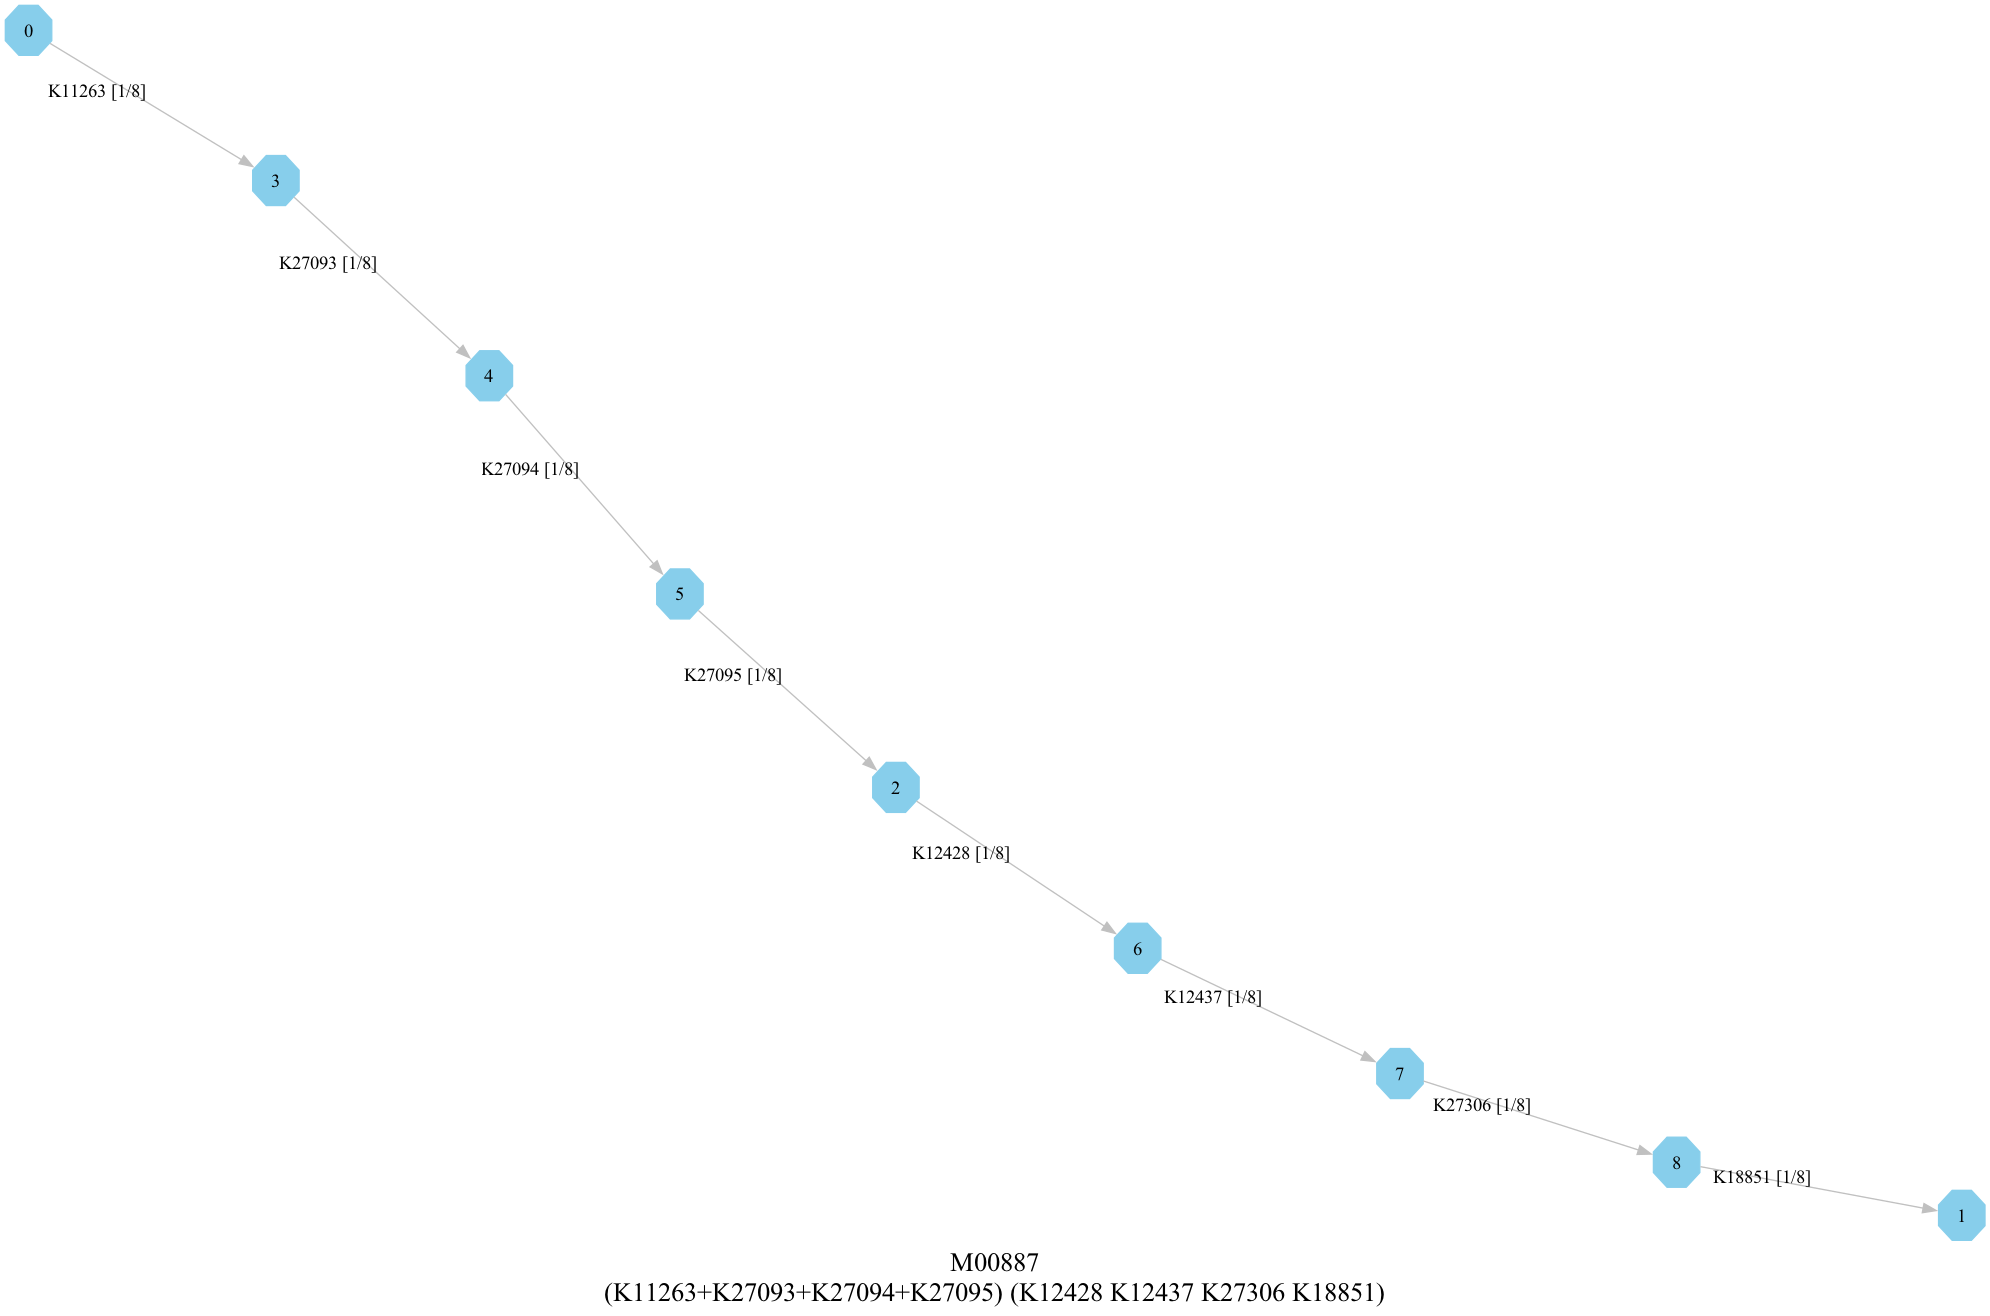 0
K11263 [1/8]
3
K27093 [1/8]
4
K27094 [1/8]
5
K27095 [1/8]
2
K12428 [1/8]
6
K12437 [1/8]
7
K27306 [1/8]
8
K18851 [1/8]
1
M00887
(K11263+K27093+K27094+K27095) (K12428 K12437 K27306 K18851)